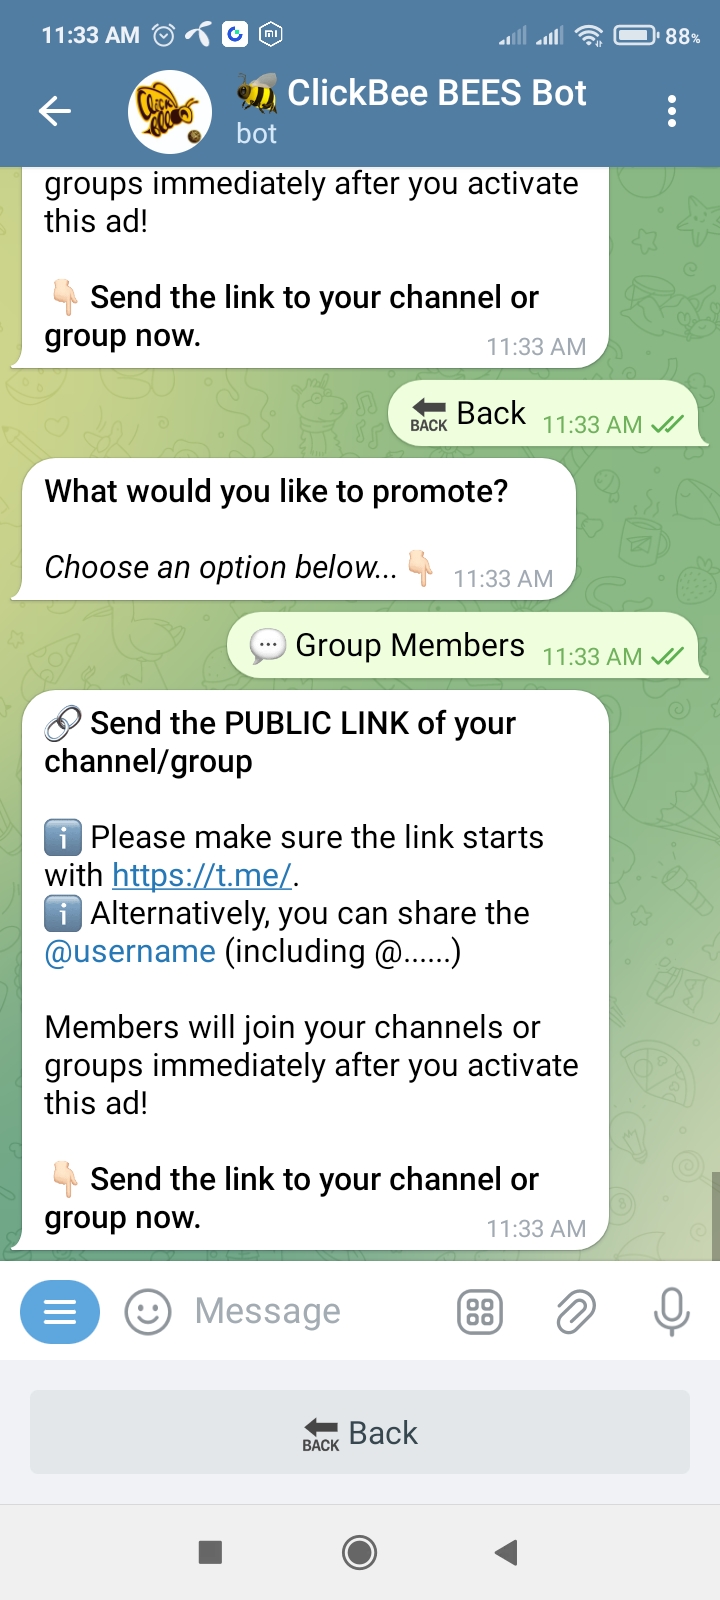 11:33 AM
88%
ClickBee BEES Bot
bot
groups immediately after you activate
this ad!
👇🏻 Send the link to your channel or
group now.
11:33 AM
🔙 Back
11:33 AM
What would you like to promote?
Choose an option below... 👇🏻
11:33 AM
💬 Group Members
11:33 AM
🔗 Send the PUBLIC LINK of your
channel/group
ℹ️ Please make sure the link starts
with https://t.me/.
ℹ️ Alternatively, you can share the
@username (including @......)
Members will join your channels or
groups immediately after you activate
this ad!
👇🏻 Send the link to your channel or
group now.
11:33 AM
Message
🔙 Back